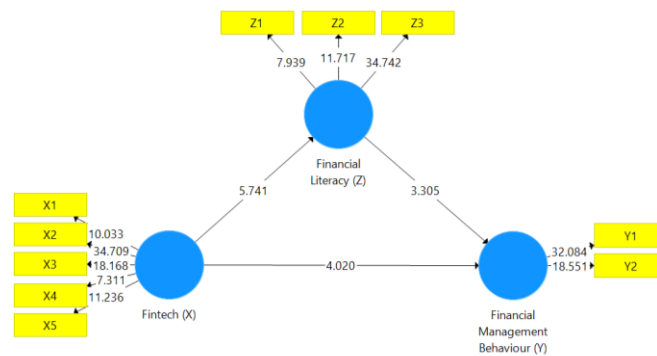 Z1 Z2 Z3
7.939 11.717 34.742
Financial
Literacy (Z)
5.741 3.305
X1
X2
X3
X4
X5
10.033
34.709
18.168
7.311
11.236
Fintech (X)
4.020
32.084
18.551
Y1
Y2
Financial
Management
Behaviour (Y)